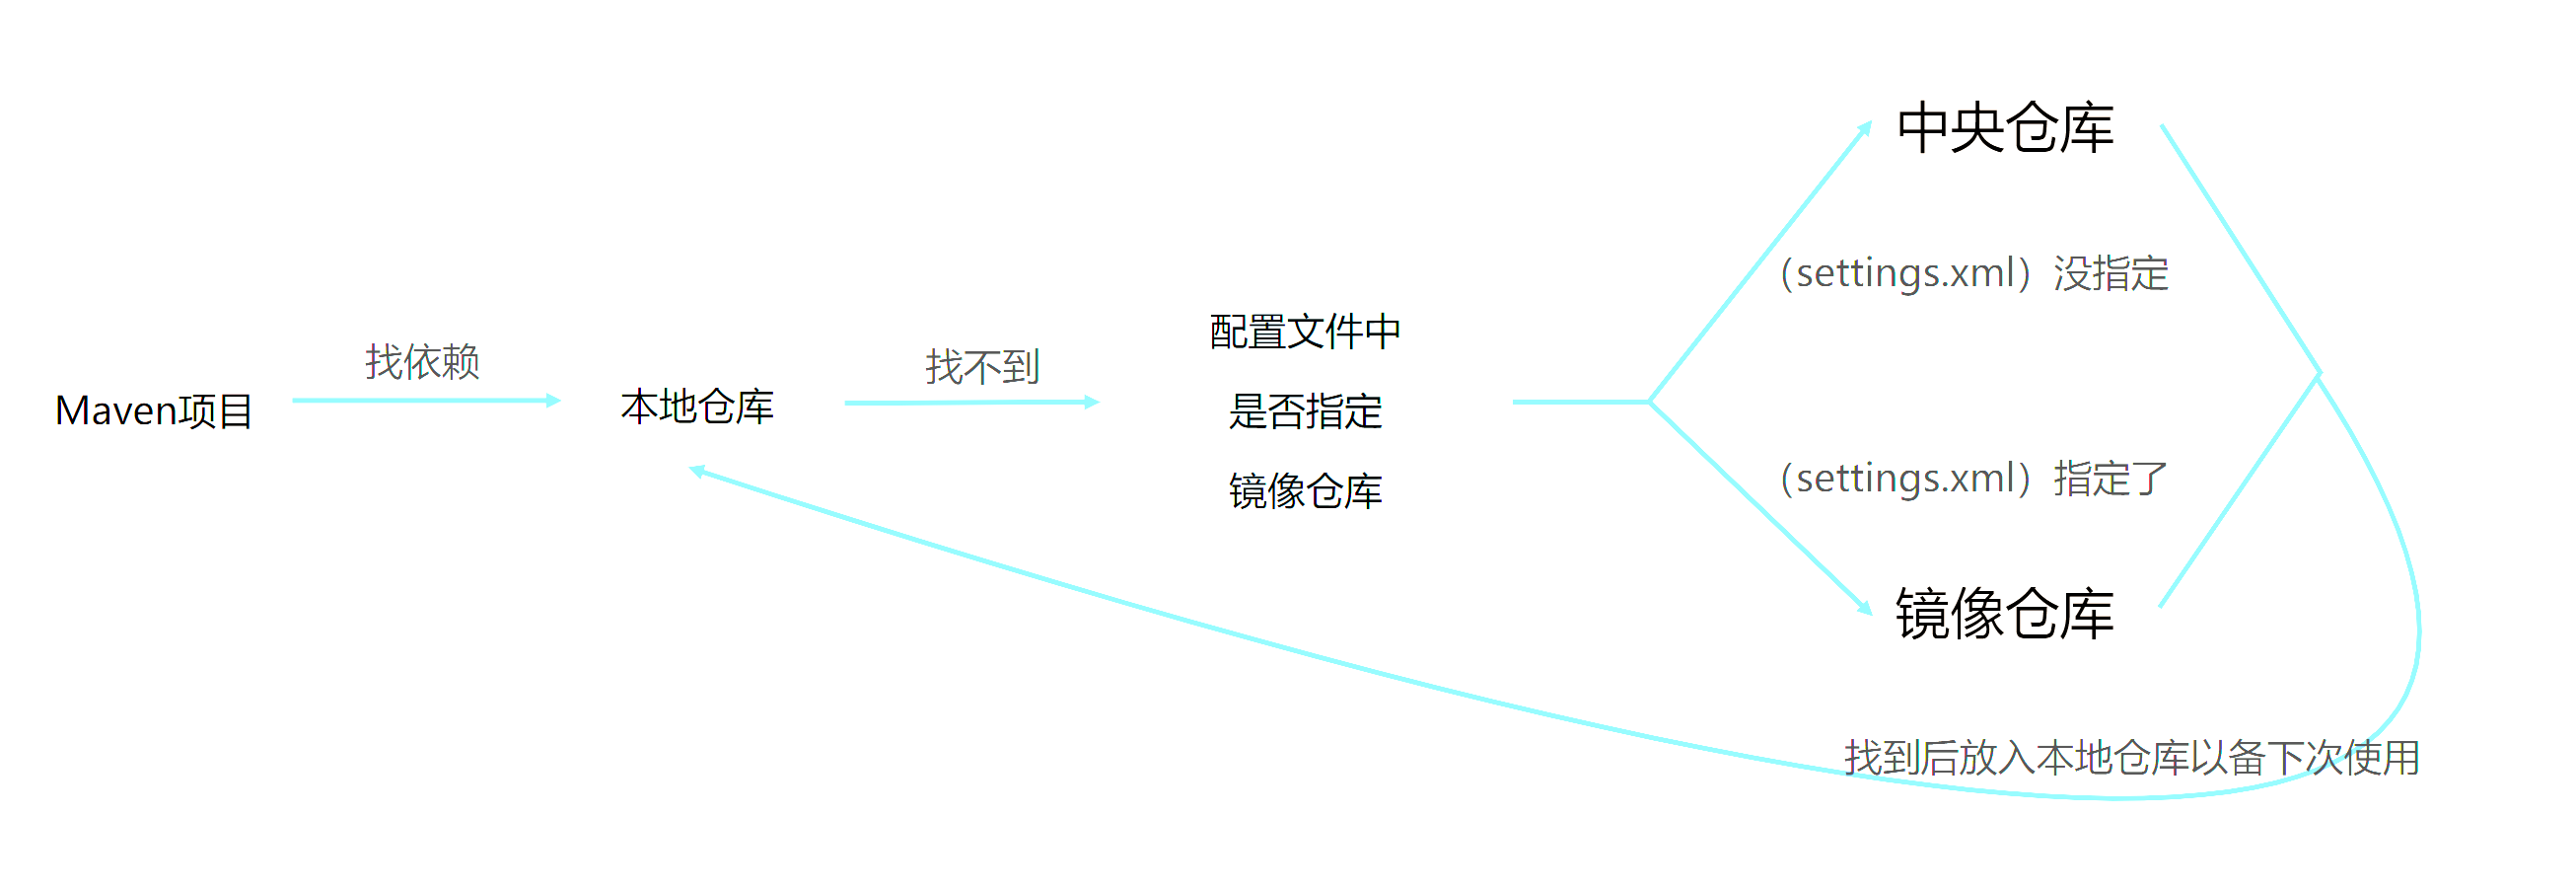 Maven项目
找依赖
本地仓库
找不到
配置文件中
是否指定
镜像仓库
中央仓库
（settings.xml）没指定
（settings.xml）指定了
镜像仓库
找到后放入本地仓库以备下次使用